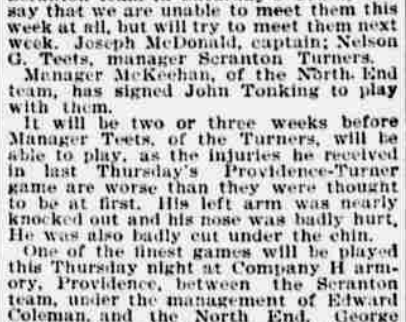 say that we are unable to meet them this
week at all, but will try to meet them next
week. Joseph McDonald, captain; Nelson
G. Teets, manager Scranton Turners.
Manager McKeehan, of the North End
team, has signed John Tonking to play
with them.
It will be two or three weeks before
Manager Teets, of the Turners, will be
able to play, as the injuries he received
in last Thursday's Providence-Turner
game are worse than they were thought
to be at first. His left arm was nearly
knocked out and his nose was badly hurt.
He was also badly cut under the chin.
One of the finest games will be played
this Thursday night at Company H arm-
ory, Providence, between the Scranton
team, under the management of Edward
Coleman, and the North End. George